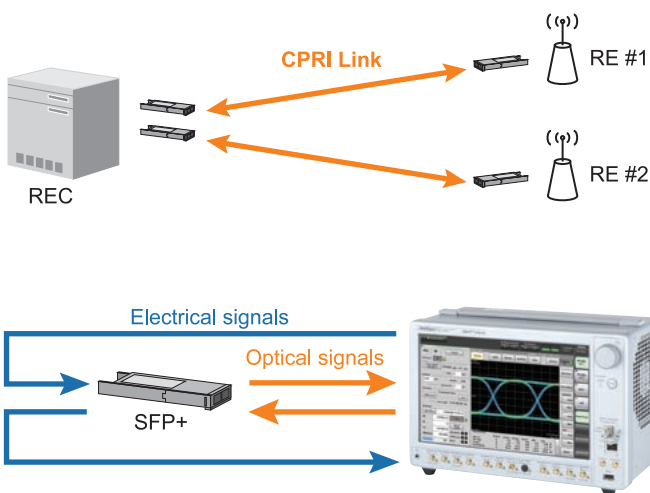 CPRI Link
RE #1
REC
RE #2
Electrical signals
Optical signals
SFP+